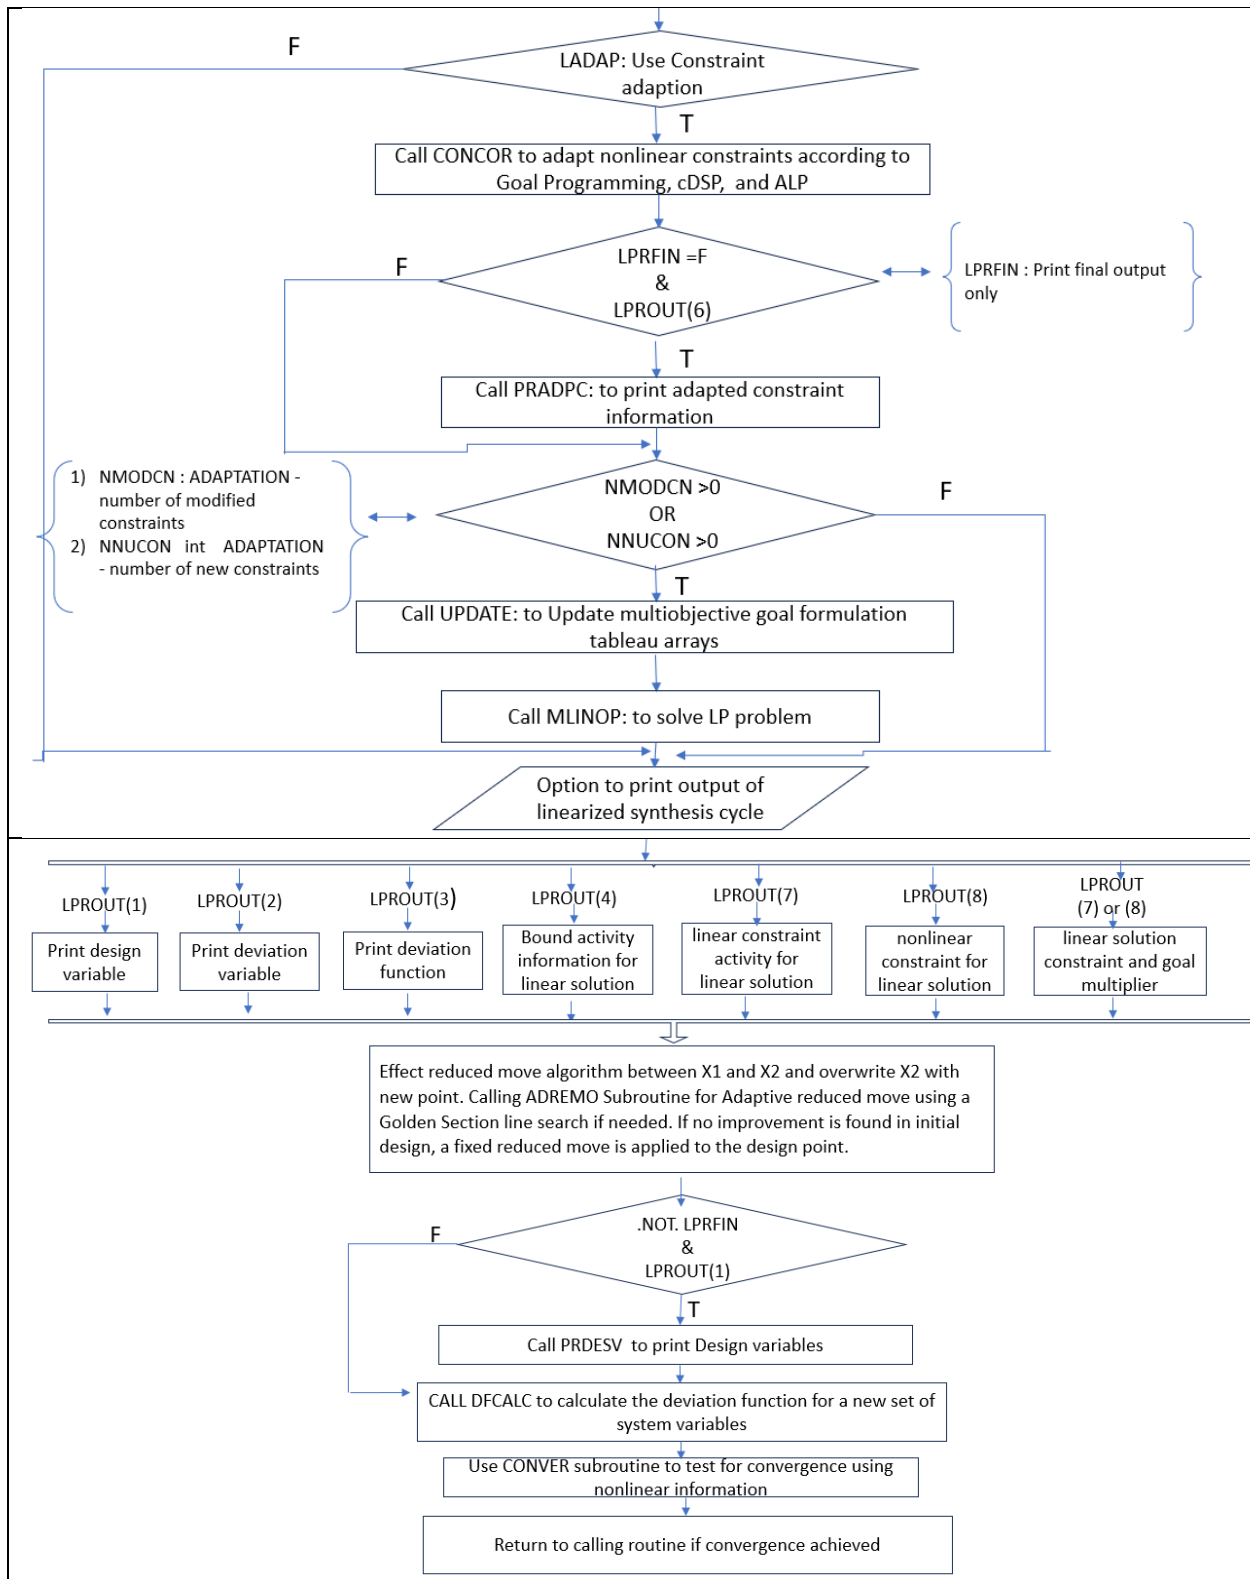 F
LADAP: Use Constraint
adaption
T
Call CONCOR to adapt nonlinear constraints according to
Goal Programming, cDSP, and ALP
F
LPRFIN =F
&
LPROUT(6)
LPRFIN : Print final output
only
T
Call PRADPC: to print adapted constraint
information
1) NMODCN : ADAPTATION -
number of modified
constraints
2) NNUCON int ADAPTATION
- number of new constraints
NMODCN >0
OR
NNUCON >0
F
T
Call UPDATE: to Update multiobjective goal formulation
tableau arrays
Call MLINOP: to solve LP problem
Option to print output of
linearized synthesis cycle
LPROUT(1)
Print design
variable
LPROUT(2)
Print deviation
variable
LPROUT(3)
Print deviation
function
LPROUT(4)
Bound activity
information for
linear solution
LPROUT(7)
linear constraint
activity for
linear solution
LPROUT(8)
nonlinear
constraint for
linear solution
LPROUT
(7) or (8)
linear solution
constraint and goal
multiplier
Effect reduced move algorithm between X1 and X2 and overwrite X2 with
new point. Calling ADREMO Subroutine for Adaptive reduced move using a
Golden Section line search if needed. If no improvement is found in initial
design, a fixed reduced move is applied to the design point.
F
.NOT. LPRFIN
&
LPROUT(1)
T
Call PRDESV to print Design variables
CALL DFCALC to calculate the deviation function for a new set of
system variables
Use CONVER subroutine to test for convergence using
nonlinear information
Return to calling routine if convergence achieved